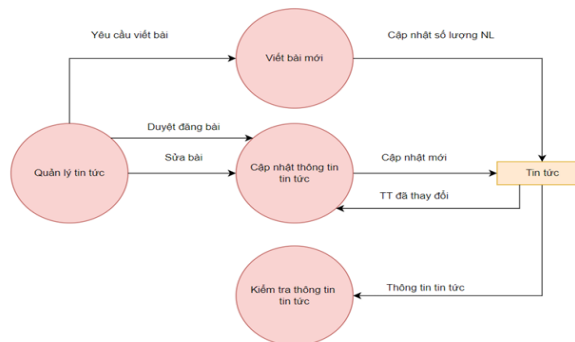 Yêu cầu viết bài
Cập nhật số lượng NL
Viết bài mới
Duyệt đăng bài
Sửa bài
Quản lý tin tức
Cập nhật thông tin
tin tức
Cập nhật mới
Tin tức
TT đã thay đổi
Kiểm tra thông tin
tin tức
Thông tin tin tức